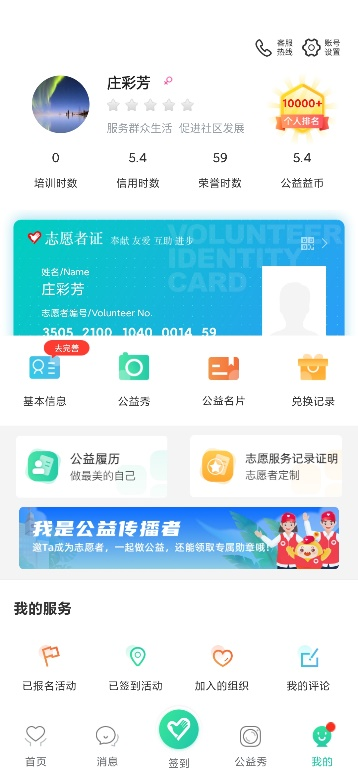 客服
热线
账号
设置
庄彩芳
服务群众生活 促进社区发展
10000+
个人排名
0
5.4
59
5.4
培训时数
信用时数
荣誉时数
公益益币
志愿者证 奉献 友爱 互助 进步
VOLUNTEER
IDENTITY
CARD
姓名/Name
庄彩芳
志愿者编号/Volunteer No.
3505 2100 1040 0014 59
去完善
基本信息
公益秀
公益名片
兑换记录
公益履历
做最美的自己
志愿服务记录证明
志愿者定制
我是公益传播者
邀Ta成为志愿者，一起做公益，还能领取专属勋章哦！
我的服务
已报名活动
已签到活动
加入的组织
我的评论
首页
消息
签到
公益秀
我的